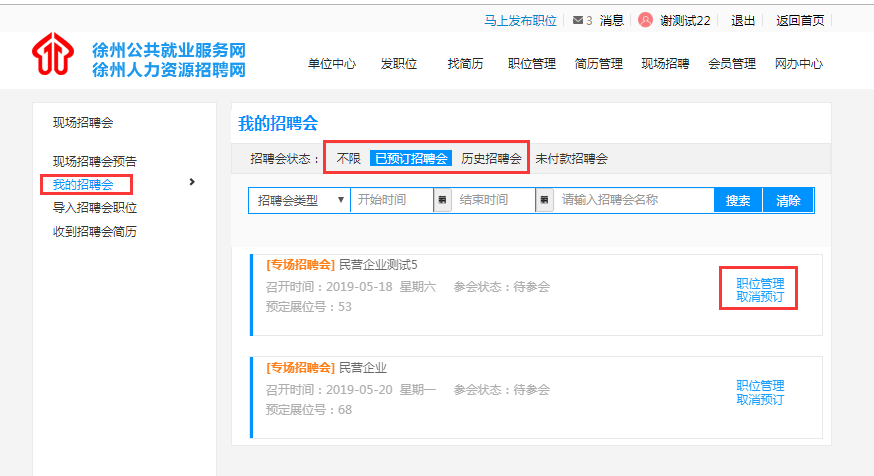 马上发布职位 3 消息 谢测试22 退出 返回首页
徐州公共就业服务网
徐州人力资源招聘网
单位中心 发职位 找简历 职位管理 简历管理 现场招聘 会员管理 网办中心
现场招聘会
现场招聘会预告
我的招聘会
导入招聘会职位
收到招聘会简历
我的招聘会
招聘会状态： 不限 已预订招聘会 历史招聘会 未付款招聘会
招聘会类型 开始时间 结束时间 请输入招聘会名称 搜索 清除
[专场招聘会] 民营企业测试5
召开时间：2019-05-18 星期六 参会状态：待参会
预定展位号：53
职位管理
取消预订
[专场招聘会] 民营企业
召开时间：2019-05-20 星期一 参会状态：待参会
预定展位号：68
职位管理
取消预订